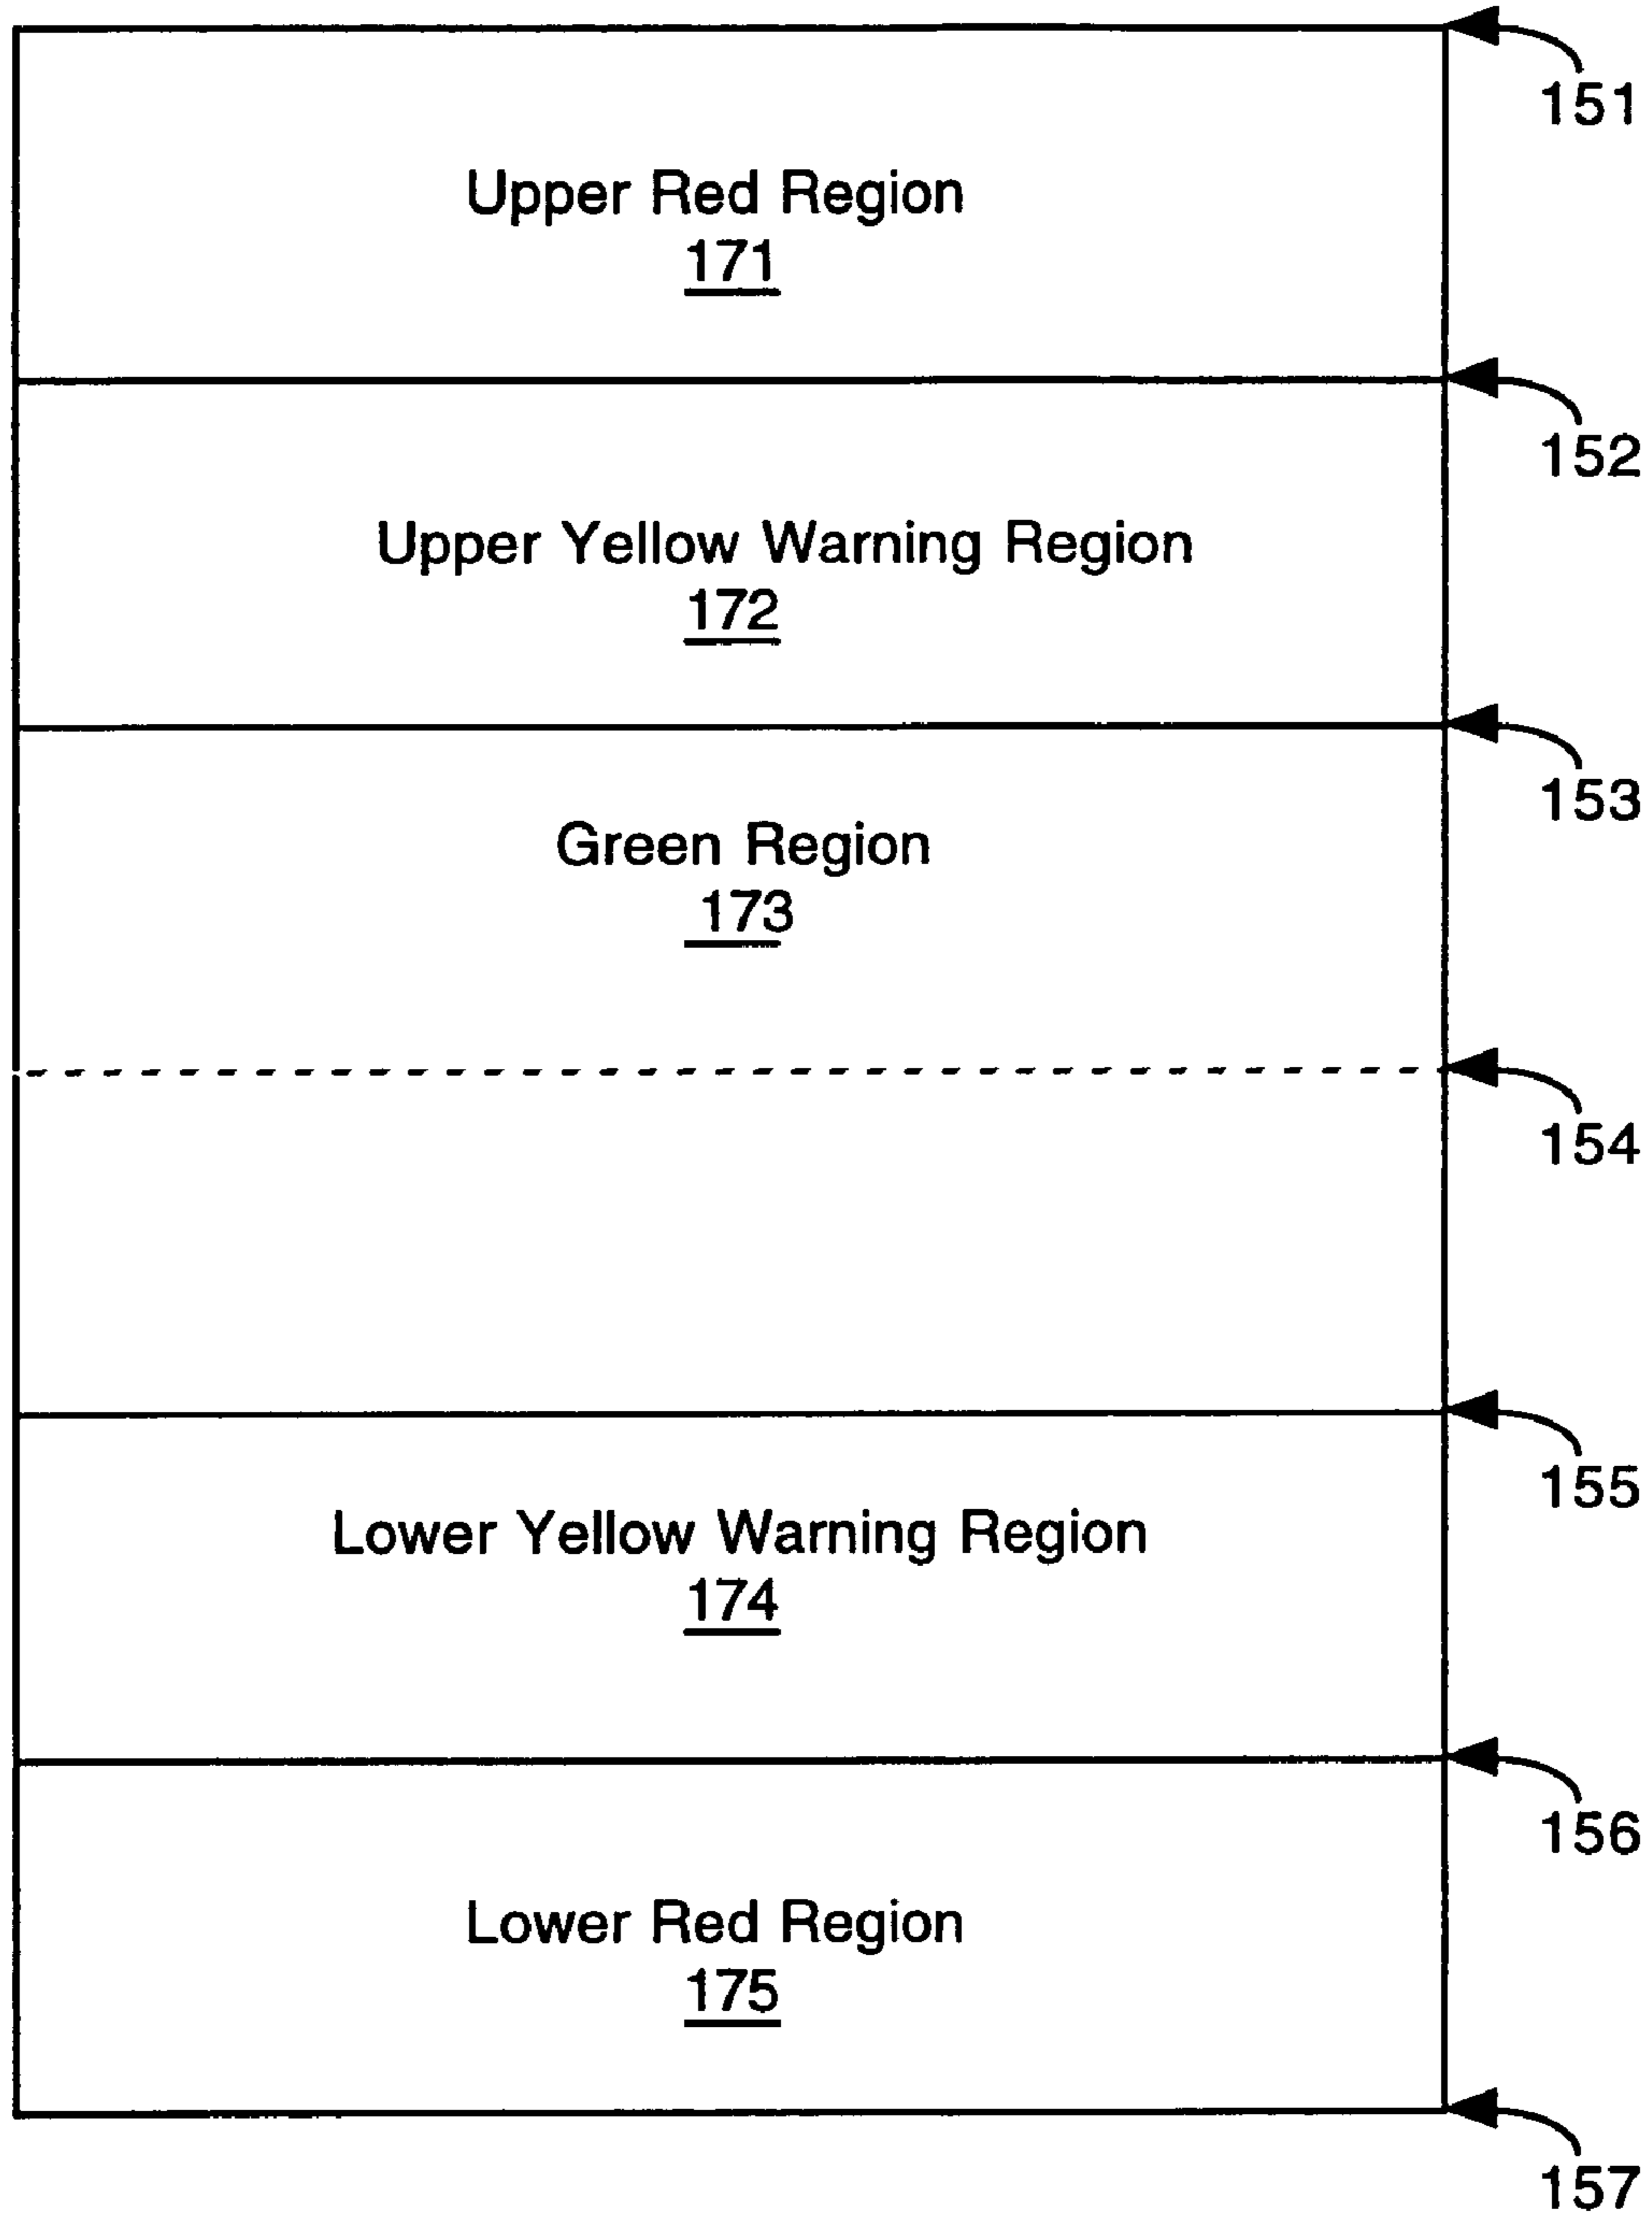 151
Upper Red Region
171
152
Upper Yellow Warning Region
172
153
Green Region
173
154
155
Lower Yellow Warning Region
174
156
Lower Red Region
175
157